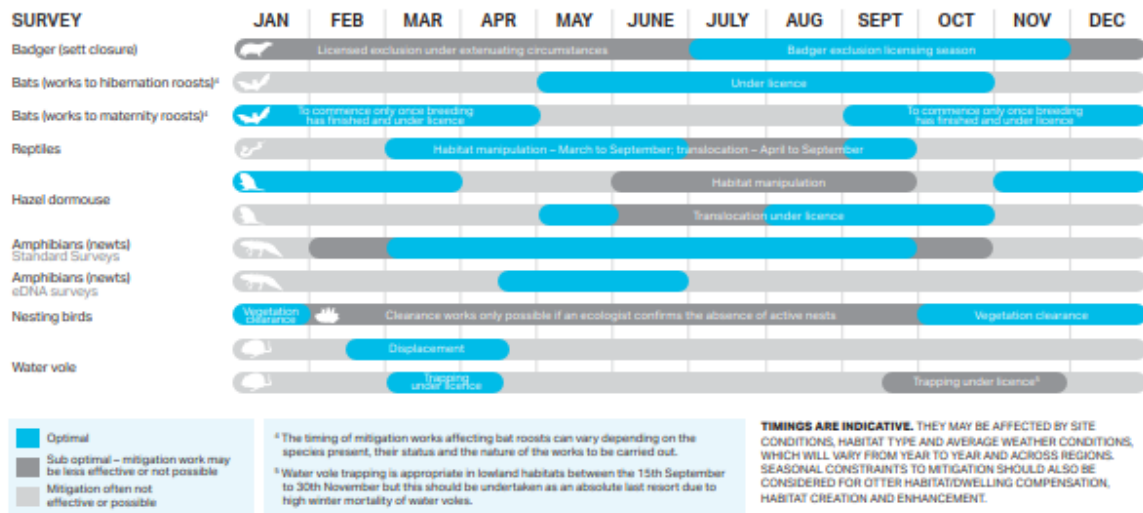 SURVEY JAN FEB MAR APR MAY JUNE JULY AUG SEPT OCT NOV DEC
Badger (sett closure)
Licensed exclusion under extenuating circumstances
Badger exclusion licensing season
Bats (works to hibernation roosts)⁴
Under licence
Bats (works to maternity roosts)⁴
To commence only once breeding
has finished and under licence
To commence only once breeding
has finished and under licence
Reptiles
Habitat manipulation – March to September; translocation – April to September
Hazel dormouse
Habitat manipulation
Translocation under licence
Amphibians (newts)
Standard Surveys
Amphibians (newts)
eDNA surveys
Nesting birds
Vegetation
clearance
Clearance works only possible if an ecologist confirms the absence of active nests
Vegetation clearance
Water vole
Displacement
Trapping
under licence
Trapping under licence⁵
Optimal
Sub optimal – mitigation work may
be less effective or not possible
Mitigation often not
effective or possible
⁴ The timing of mitigation works affecting bat roosts can vary depending on the
species present, their status and the nature of the works to be carried out.
⁵ Water vole trapping is appropriate in lowland habitats between the 15th September
to 30th November but this should be undertaken as an absolute last resort due to
high winter mortality of water voles.
TIMINGS ARE INDICATIVE. THEY MAY BE AFFECTED BY SITE
CONDITIONS, HABITAT TYPE AND AVERAGE WEATHER CONDITIONS,
WHICH WILL VARY FROM YEAR TO YEAR AND ACROSS REGIONS.
SEASONAL CONSTRAINTS TO MITIGATION SHOULD ALSO BE
CONSIDERED FOR OTTER HABITAT/DWELLING COMPENSATION,
HABITAT CREATION AND ENHANCEMENT.